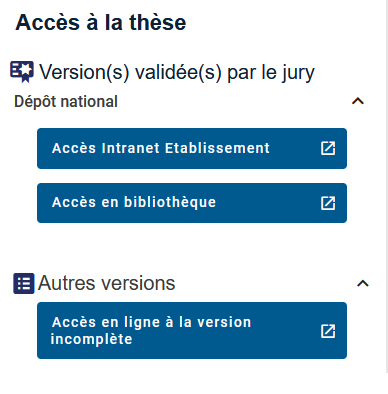 Accès à la thèse
Version(s) validée(s) par le jury
Dépôt national
Accès Intranet Etablissement
Accès en bibliothèque
Autres versions
Accès en ligne à la version
incomplète